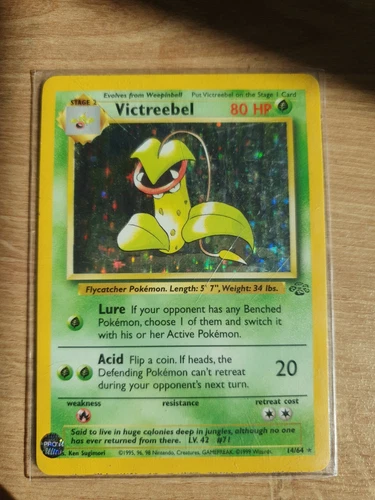 Evolves from Weepinbell Put Victreebel on the Stage 1 Card
STAGE 2
Victreebel 80 HP
Flycatcher Pokémon. Length: 5' 7", Weight: 34 lbs.
Lure If your opponent has any Benched
Pokémon, choose 1 of them and switch it
with his or her Active Pokémon.
Acid Flip a coin. If heads, the
Defending Pokémon can't retreat
during your opponent's next turn.
20
weakness resistance retreat cost
Said to live in huge colonies deep in jungles, although no
one has ever returned from there. LV. 42 #71
Ken Sugimori ©1995, 96, 98 Nintendo, Creatures, GAMEFREAK. ©1999 Wizards. 14/64 ★